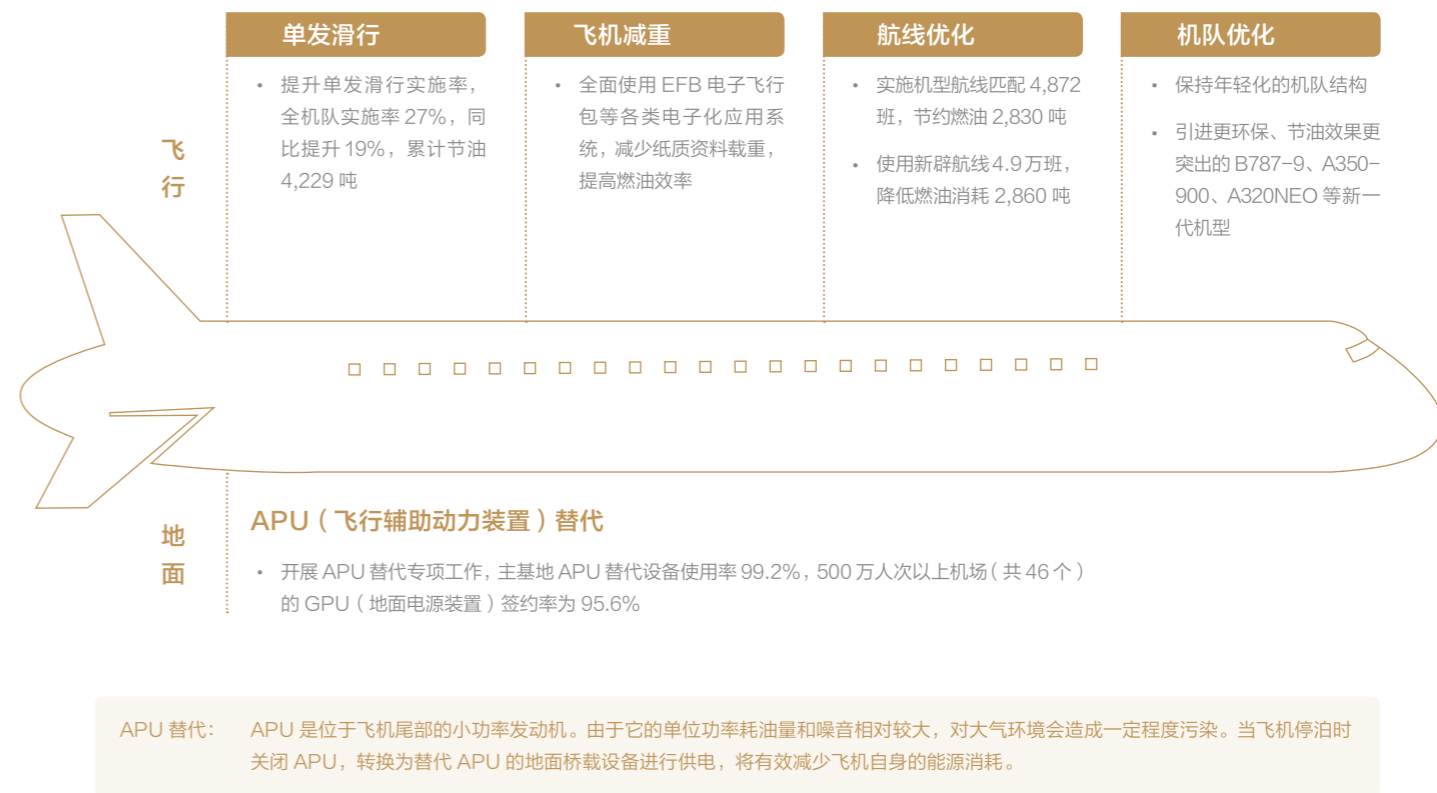 飞
行
单发滑行
• 提升单发滑行实施率，
全机队实施率 27%，同
比提升 19%，累计节油
4,229 吨
飞机减重
• 全面使用 EFB 电子飞行
包等各类电子化应用系
统，减少纸质资料载重，
提高燃油效率
航线优化
• 实施机型航线匹配 4,872
班，节约燃油 2,830 吨
• 使用新辟航线 4.9 万班，
降低燃油消耗 2,860 吨
机队优化
• 保持年轻化的机队结构
• 引进更环保、节油效果更
突出的 B787-9、A350-
900、A320NEO 等新一
代机型
地
面
APU（飞行辅助动力装置）替代
• 开展 APU 替代专项工作，主基地 APU 替代设备使用率 99.2%，500 万人次以上机场（共 46 个）
的 GPU（地面电源装置）签约率为 95.6%
APU 替代： APU 是位于飞机尾部的小功率发动机。由于它的单位功率耗油量和噪音相对较大，对大气环境会造成一定程度污染。当飞机停泊时
关闭 APU，转换为替代 APU 的地面桥载设备进行供电，将有效减少飞机自身的能源消耗。